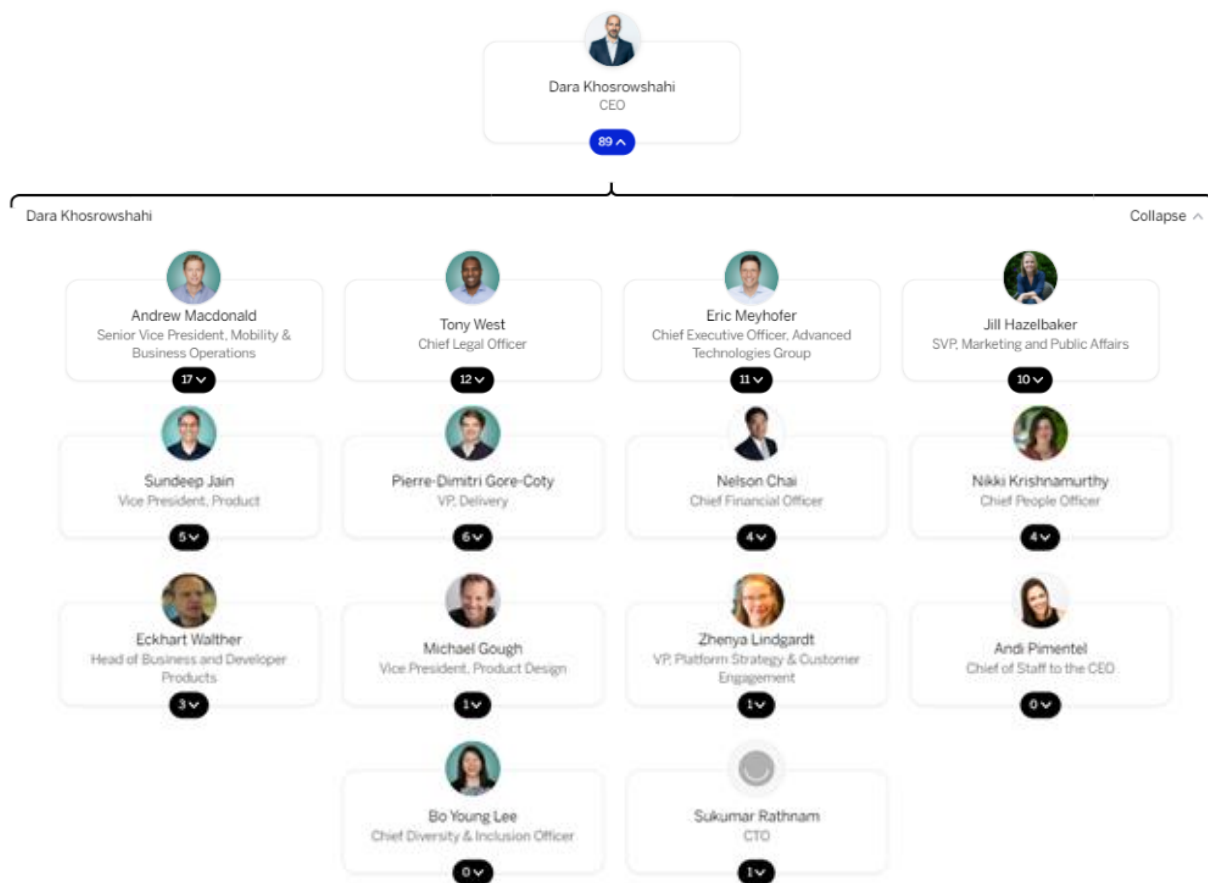 Dara Khosrowshahi
CEO
89
Dara Khosrowshahi
Collapse
Andrew Macdonald
Senior Vice President, Mobility &
Business Operations
17
Tony West
Chief Legal Officer
12
Eric Meyhofer
Chief Executive Officer, Advanced
Technologies Group
11
Jill Hazelbaker
SVP, Marketing and Public Affairs
10
Sundeep Jain
Vice President, Product
5
Pierre-Dimitri Gore-Coty
VP, Delivery
6
Nelson Chai
Chief Financial Officer
4
Nikki Krishnamurthy
Chief People Officer
4
Eckhart Walther
Head of Business and Developer
Products
3
Michael Gough
Vice President, Product Design
1
Zhenya Lindgardt
VP, Platform Strategy & Customer
Engagement
1
Andi Pimentel
Chief of Staff to the CEO
0
Bo Young Lee
Chief Diversity & Inclusion Officer
0
Sukumar Rathnam
CTO
1